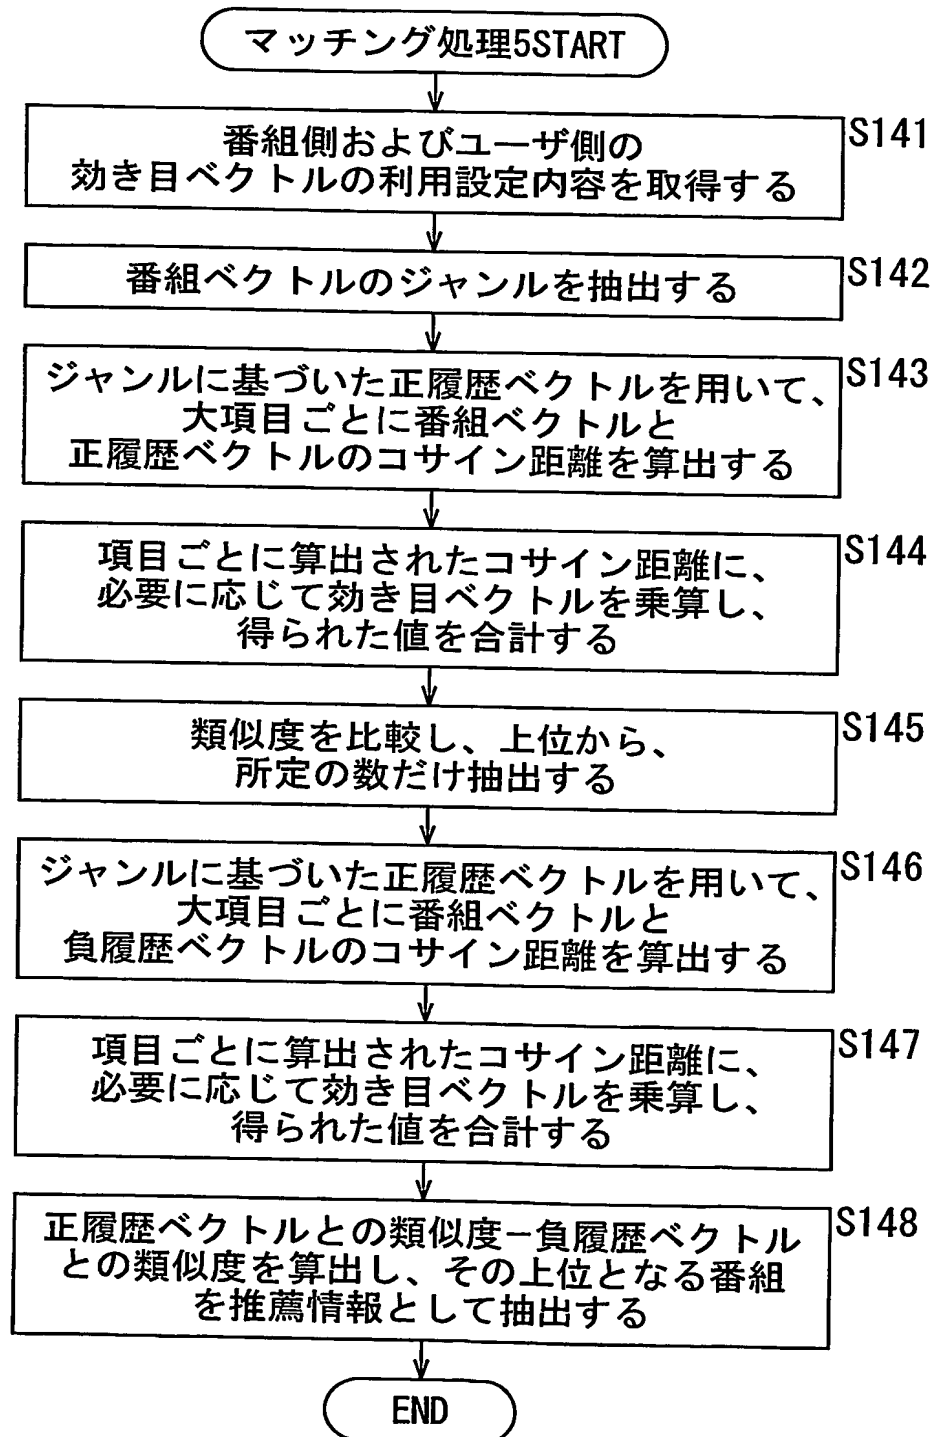 マッチング処理5START
番組側およびユーザ側の
効き目ベクトルの利用設定内容を取得する
S141
番組ベクトルのジャンルを抽出する
S142
ジャンルに基づいた正履歴ベクトルを用いて、
大項目ごとに番組ベクトルと
正履歴ベクトルのコサイン距離を算出する
S143
項目ごとに算出されたコサイン距離に、
必要に応じて効き目ベクトルを乗算し、
得られた値を合計する
S144
類似度を比較し、上位から、
所定の数だけ抽出する
S145
ジャンルに基づいた正履歴ベクトルを用いて、
大項目ごとに番組ベクトルと
負履歴ベクトルのコサイン距離を算出する
S146
項目ごとに算出されたコサイン距離に、
必要に応じて効き目ベクトルを乗算し、
得られた値を合計する
S147
正履歴ベクトルとの類似度−負履歴ベクトル
との類似度を算出し、その上位となる番組
を推薦情報として抽出する
S148
END